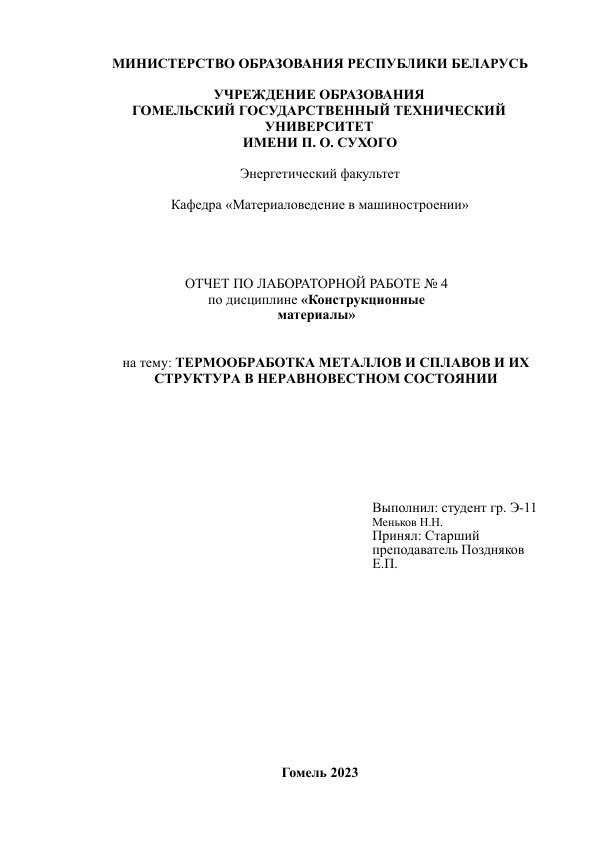 МИНИСТЕРСТВО ОБРАЗОВАНИЯ РЕСПУБЛИКИ БЕЛАРУСЬ
УЧРЕЖДЕНИЕ ОБРАЗОВАНИЯ
ГОМЕЛЬСКИЙ ГОСУДАРСТВЕННЫЙ ТЕХНИЧЕСКИЙ
УНИВЕРСИТЕТ
ИМЕНИ П. О. СУХОГО
Энергетический факультет
Кафедра «Материаловедение в машиностроении»
ОТЧЕТ ПО ЛАБОРАТОРНОЙ РАБОТЕ № 4
по дисциплине «Конструкционные
материалы»
на тему: ТЕРМООБРАБОТКА МЕТАЛЛОВ И СПЛАВОВ И ИХ
СТРУКТУРА В НЕРАВНОВЕСТНОМ СОСТОЯНИИ
Выполнил: студент гр. Э-11
Меньков Н.Н.
Принял: Старший
преподаватель Поздняков
Е.П.
Гомель 2023